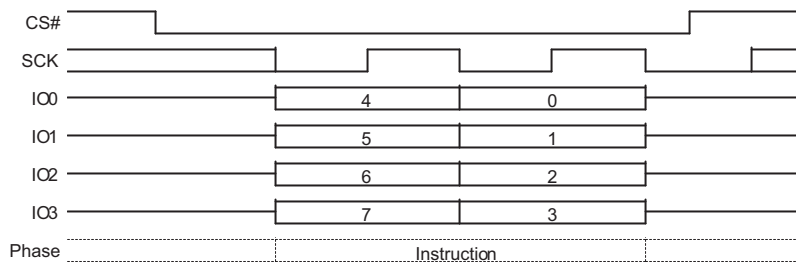 CS#
SCK
IO0 4 0
IO1 5 1
IO2 6 2
IO3 7 3
Phase Instruction